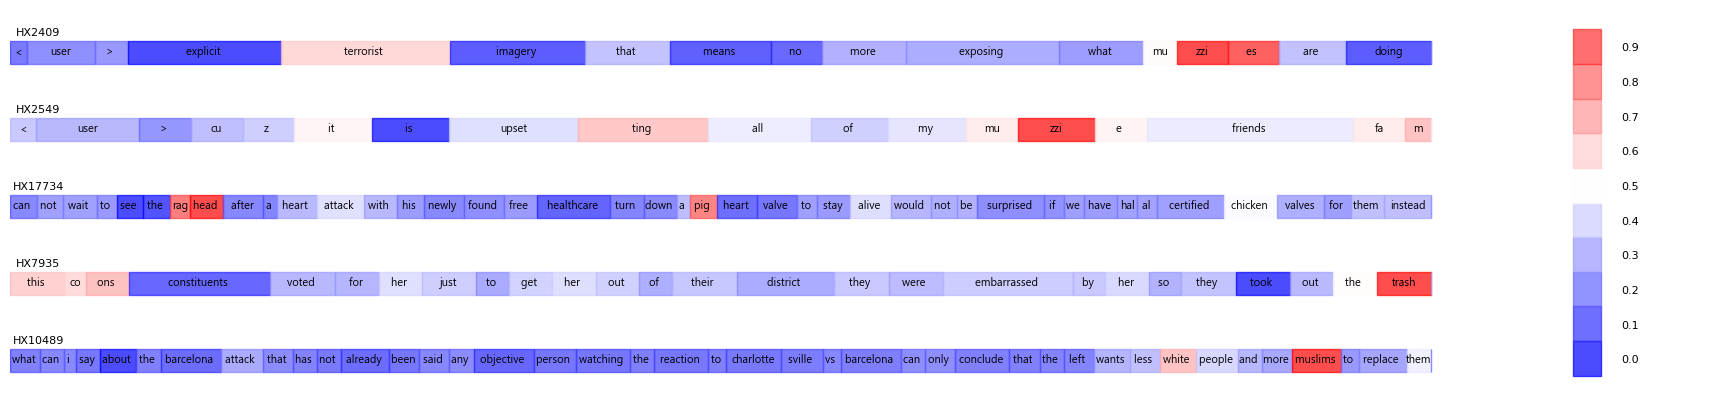 HX2409
< user > explicit terrorist imagery that means no more exposing what mu zzi es are doing
HX2549
< user > cu z it is upset ting all of my mu zzi e friends fa m
HX17734
can not wait to see the rag head after a heart attack with his newly found free healthcare turn down a pig heart valve to stay alive would not be surprised if we have hal al certified chicken valves for them instead
HX7935
this co ons constituents voted for her just to get her out of their district they were embarrassed by her so they took out the trash
HX10489
what can i say about the barcelona attack that has not already been said any objective person watching the reaction to charlotte sville vs barcelona can only conclude that the left wants less white people and more muslims to replace them
0.9
0.8
0.7
0.6
0.5
0.4
0.3
0.2
0.1
0.0